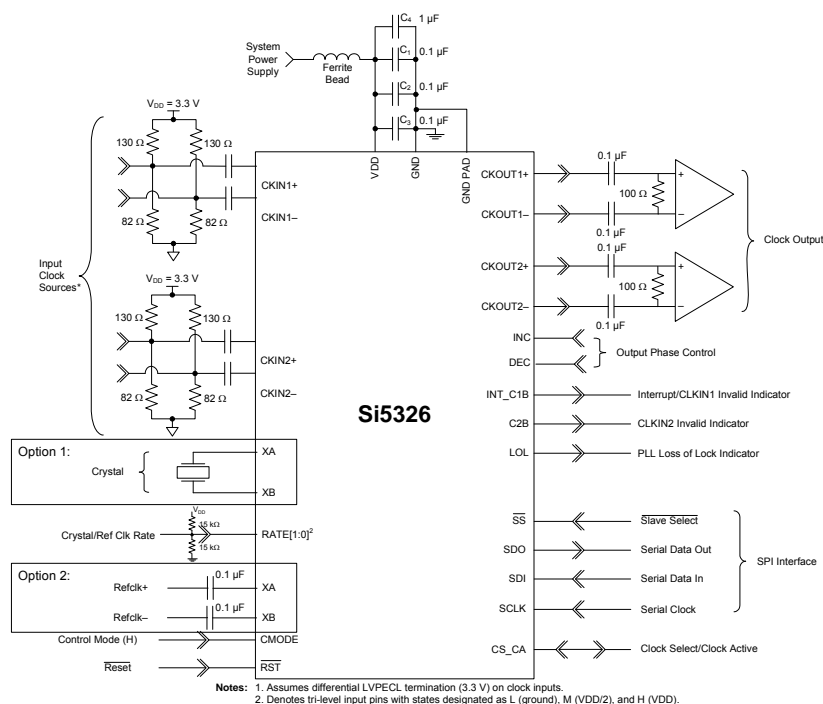 C4 1 µF
System
Power
Supply
Ferrite
Bead
C1 0.1 µF
C2 0.1 µF
C3 0.1 µF
VDD
GND
GND PAD
VDD = 3.3 V
130 Ω
130 Ω
82 Ω
82 Ω
CKIN1+
CKIN1–
Input
Clock
Sources*
VDD = 3.3 V
130 Ω
130 Ω
82 Ω
82 Ω
CKIN2+
CKIN2–
Si5326
Option 1:
Crystal
XA
XB
VDD
15 kΩ
15 kΩ
Crystal/Ref Clk Rate
RATE[1:0]2
Option 2:
Refclk+
0.1 µF
XA
Refclk–
0.1 µF
XB
Control Mode (H)
CMODE
Reset
RST
CKOUT1+
0.1 µF
100 Ω
+
–
CKOUT1–
0.1 µF
CKOUT2+
0.1 µF
100 Ω
+
–
CKOUT2–
0.1 µF
Clock Output
INC
DEC
Output Phase Control
INT_C1B
Interrupt/CLKIN1 Invalid Indicator
C2B
CLKIN2 Invalid Indicator
LOL
PLL Loss of Lock Indicator
SS
Slave Select
SDO
Serial Data Out
SDI
Serial Data In
SCLK
Serial Clock
SPI Interface
CS_CA
Clock Select/Clock Active
Notes: 1. Assumes differential LVPECL termination (3.3 V) on clock inputs.
2. Denotes tri-level input pins with states designated as L (ground), M (VDD/2), and H (VDD).